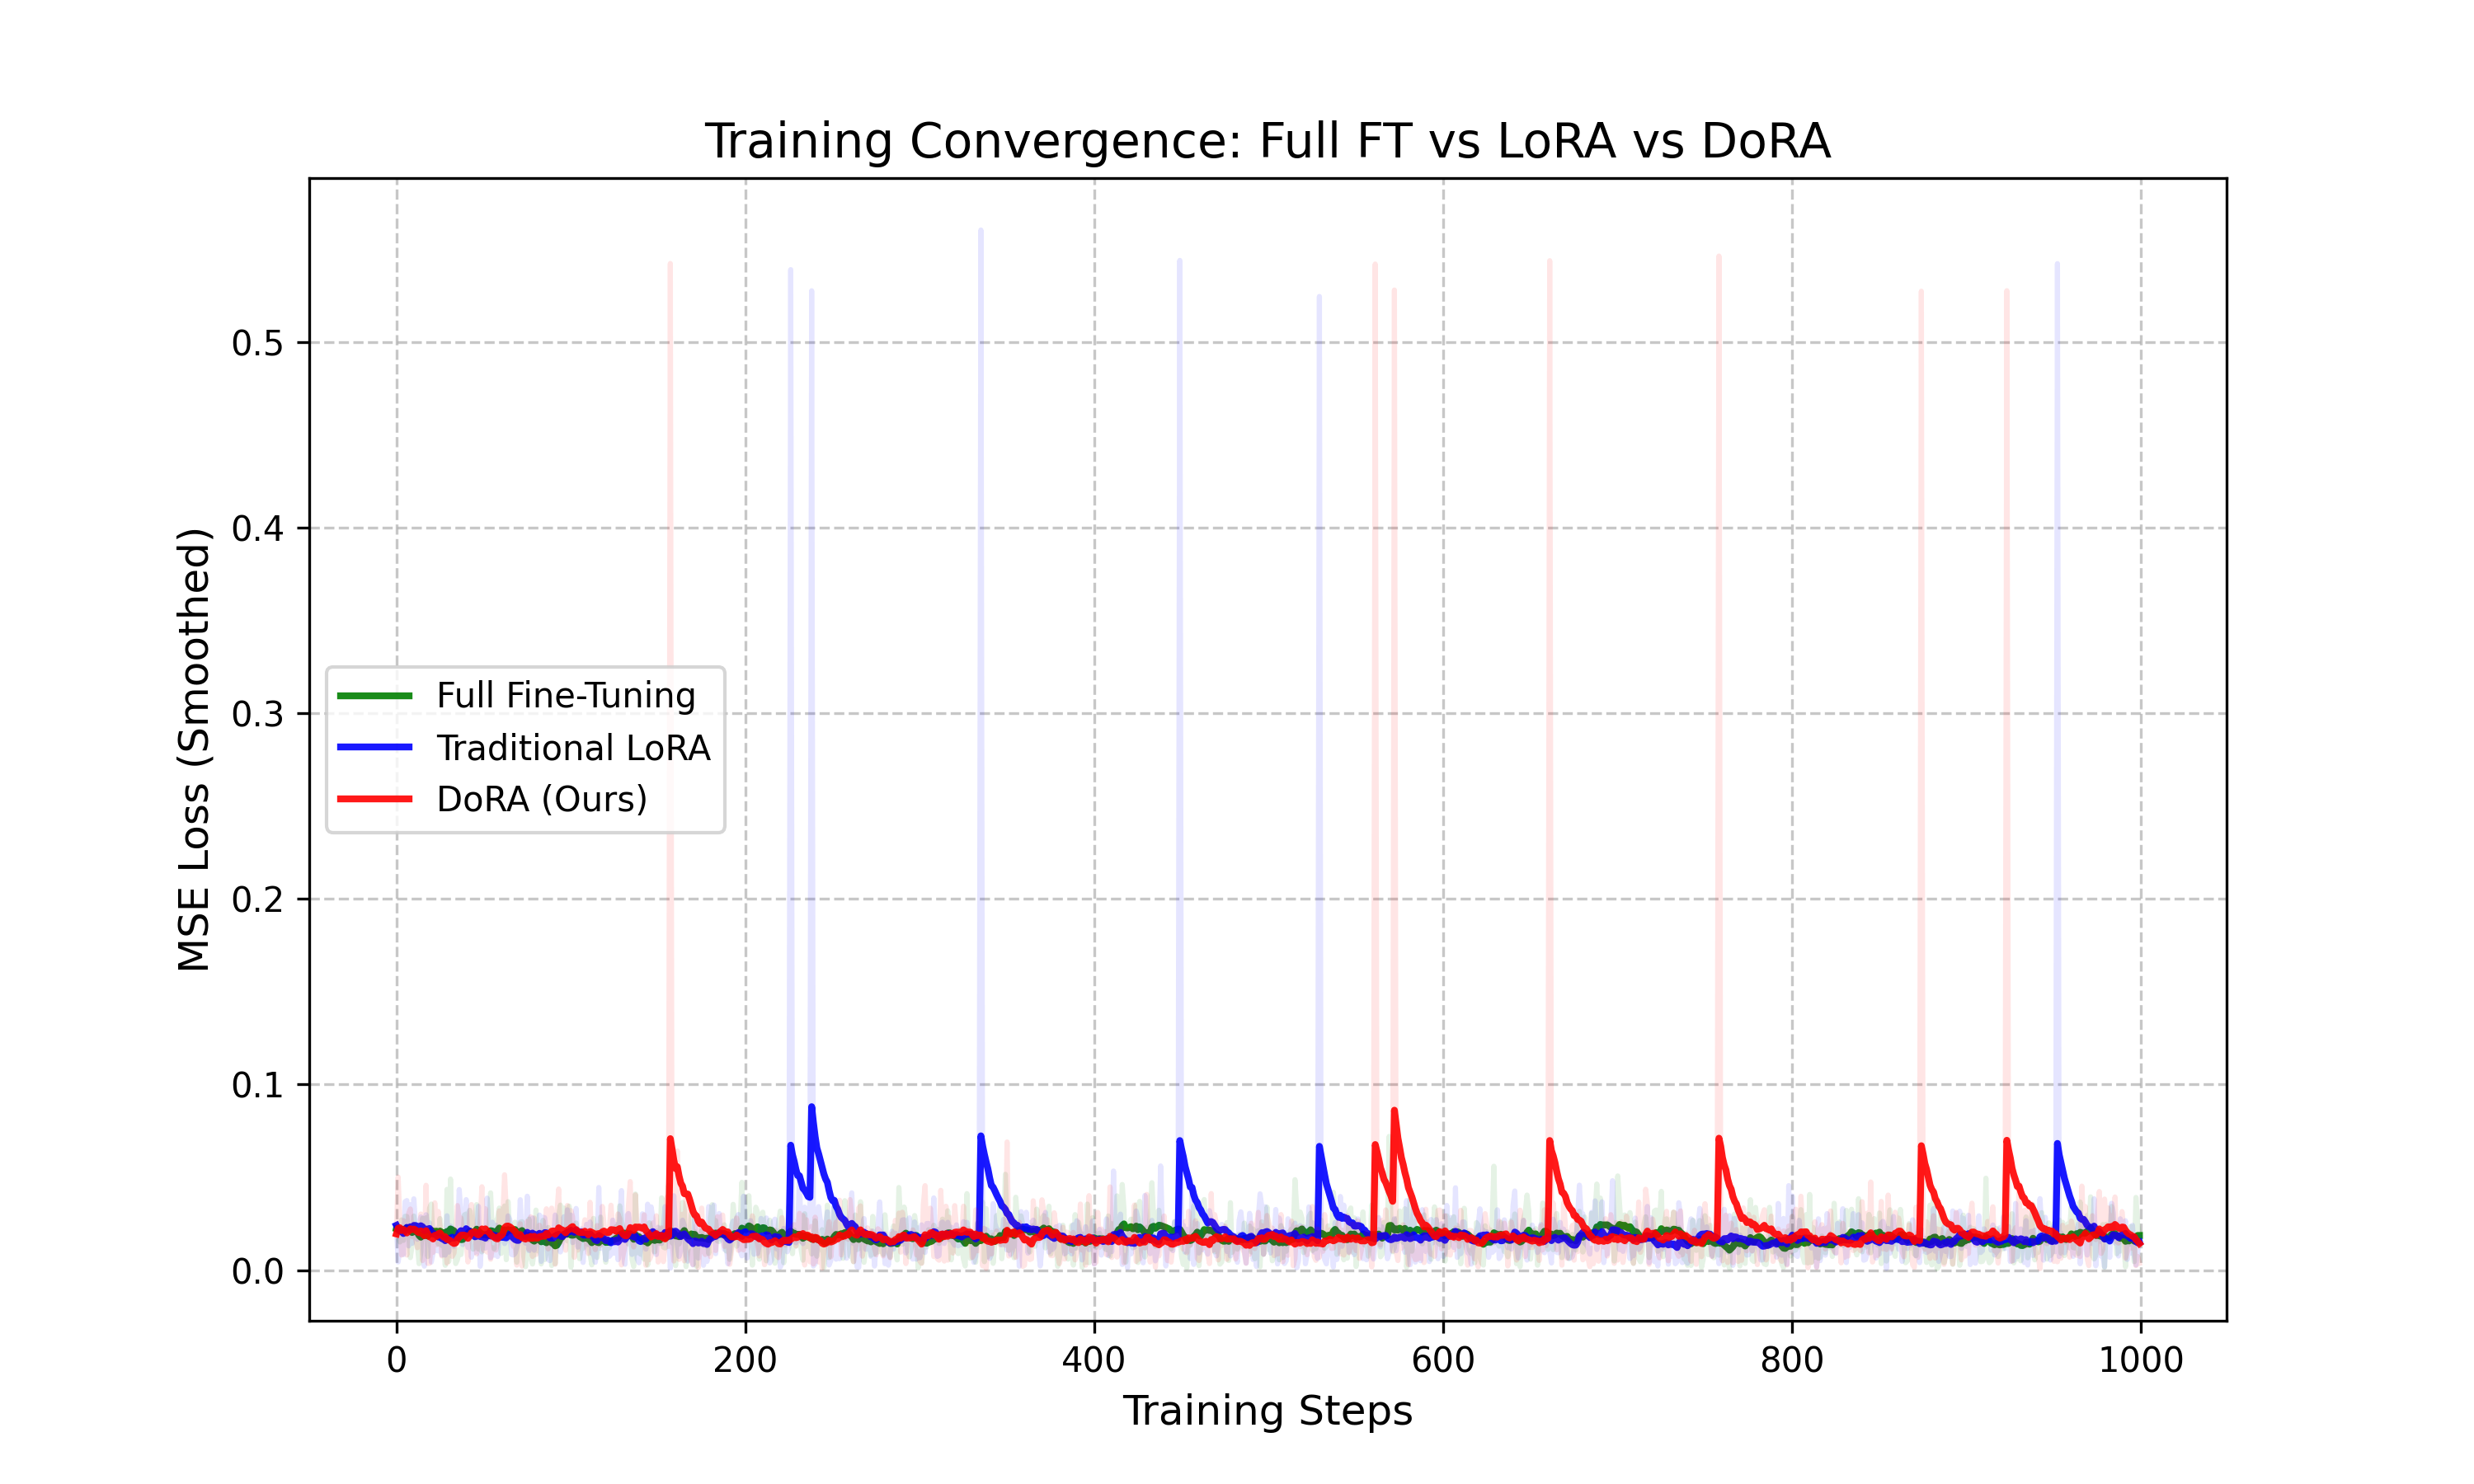 Training Convergence: Full FT vs LoRA vs DoRA
MSE Loss (Smoothed)
0.5
0.4
0.3
0.2
0.1
0.0
Full Fine-Tuning
Traditional LoRA
DoRA (Ours)
0 200 400 600 800 1000
Training Steps